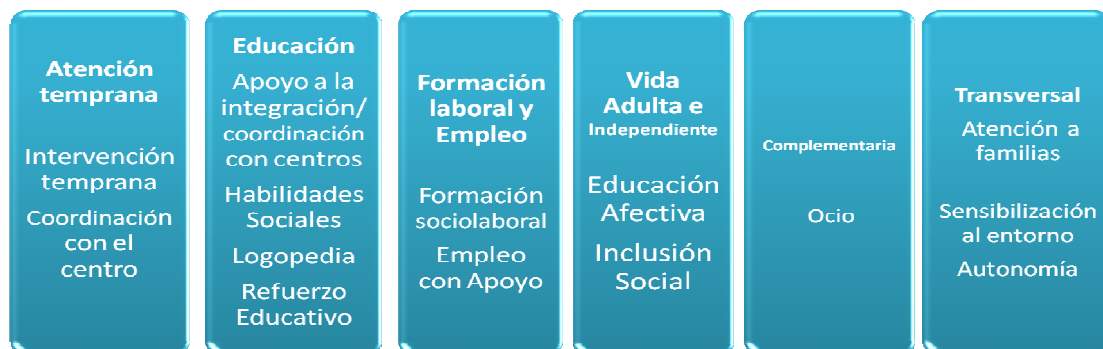 Atención
temprana
Intervención
temprana
Coordinación
con el
centro
Educación
Apoyo a la
integración/
coordinación
con centros
Habilidades
Sociales
Logopedia
Refuerzo
Educativo
Formación
laboral y
Empleo
Formación
sociolaboral
Empleo
con Apoyo
Vida
Adulta e
Independiente
Educación
Afectiva
Inclusión
Social
Complementaria
Ocio
Transversal
Atención a
familias
Sensibilización
al entorno
Autonomía